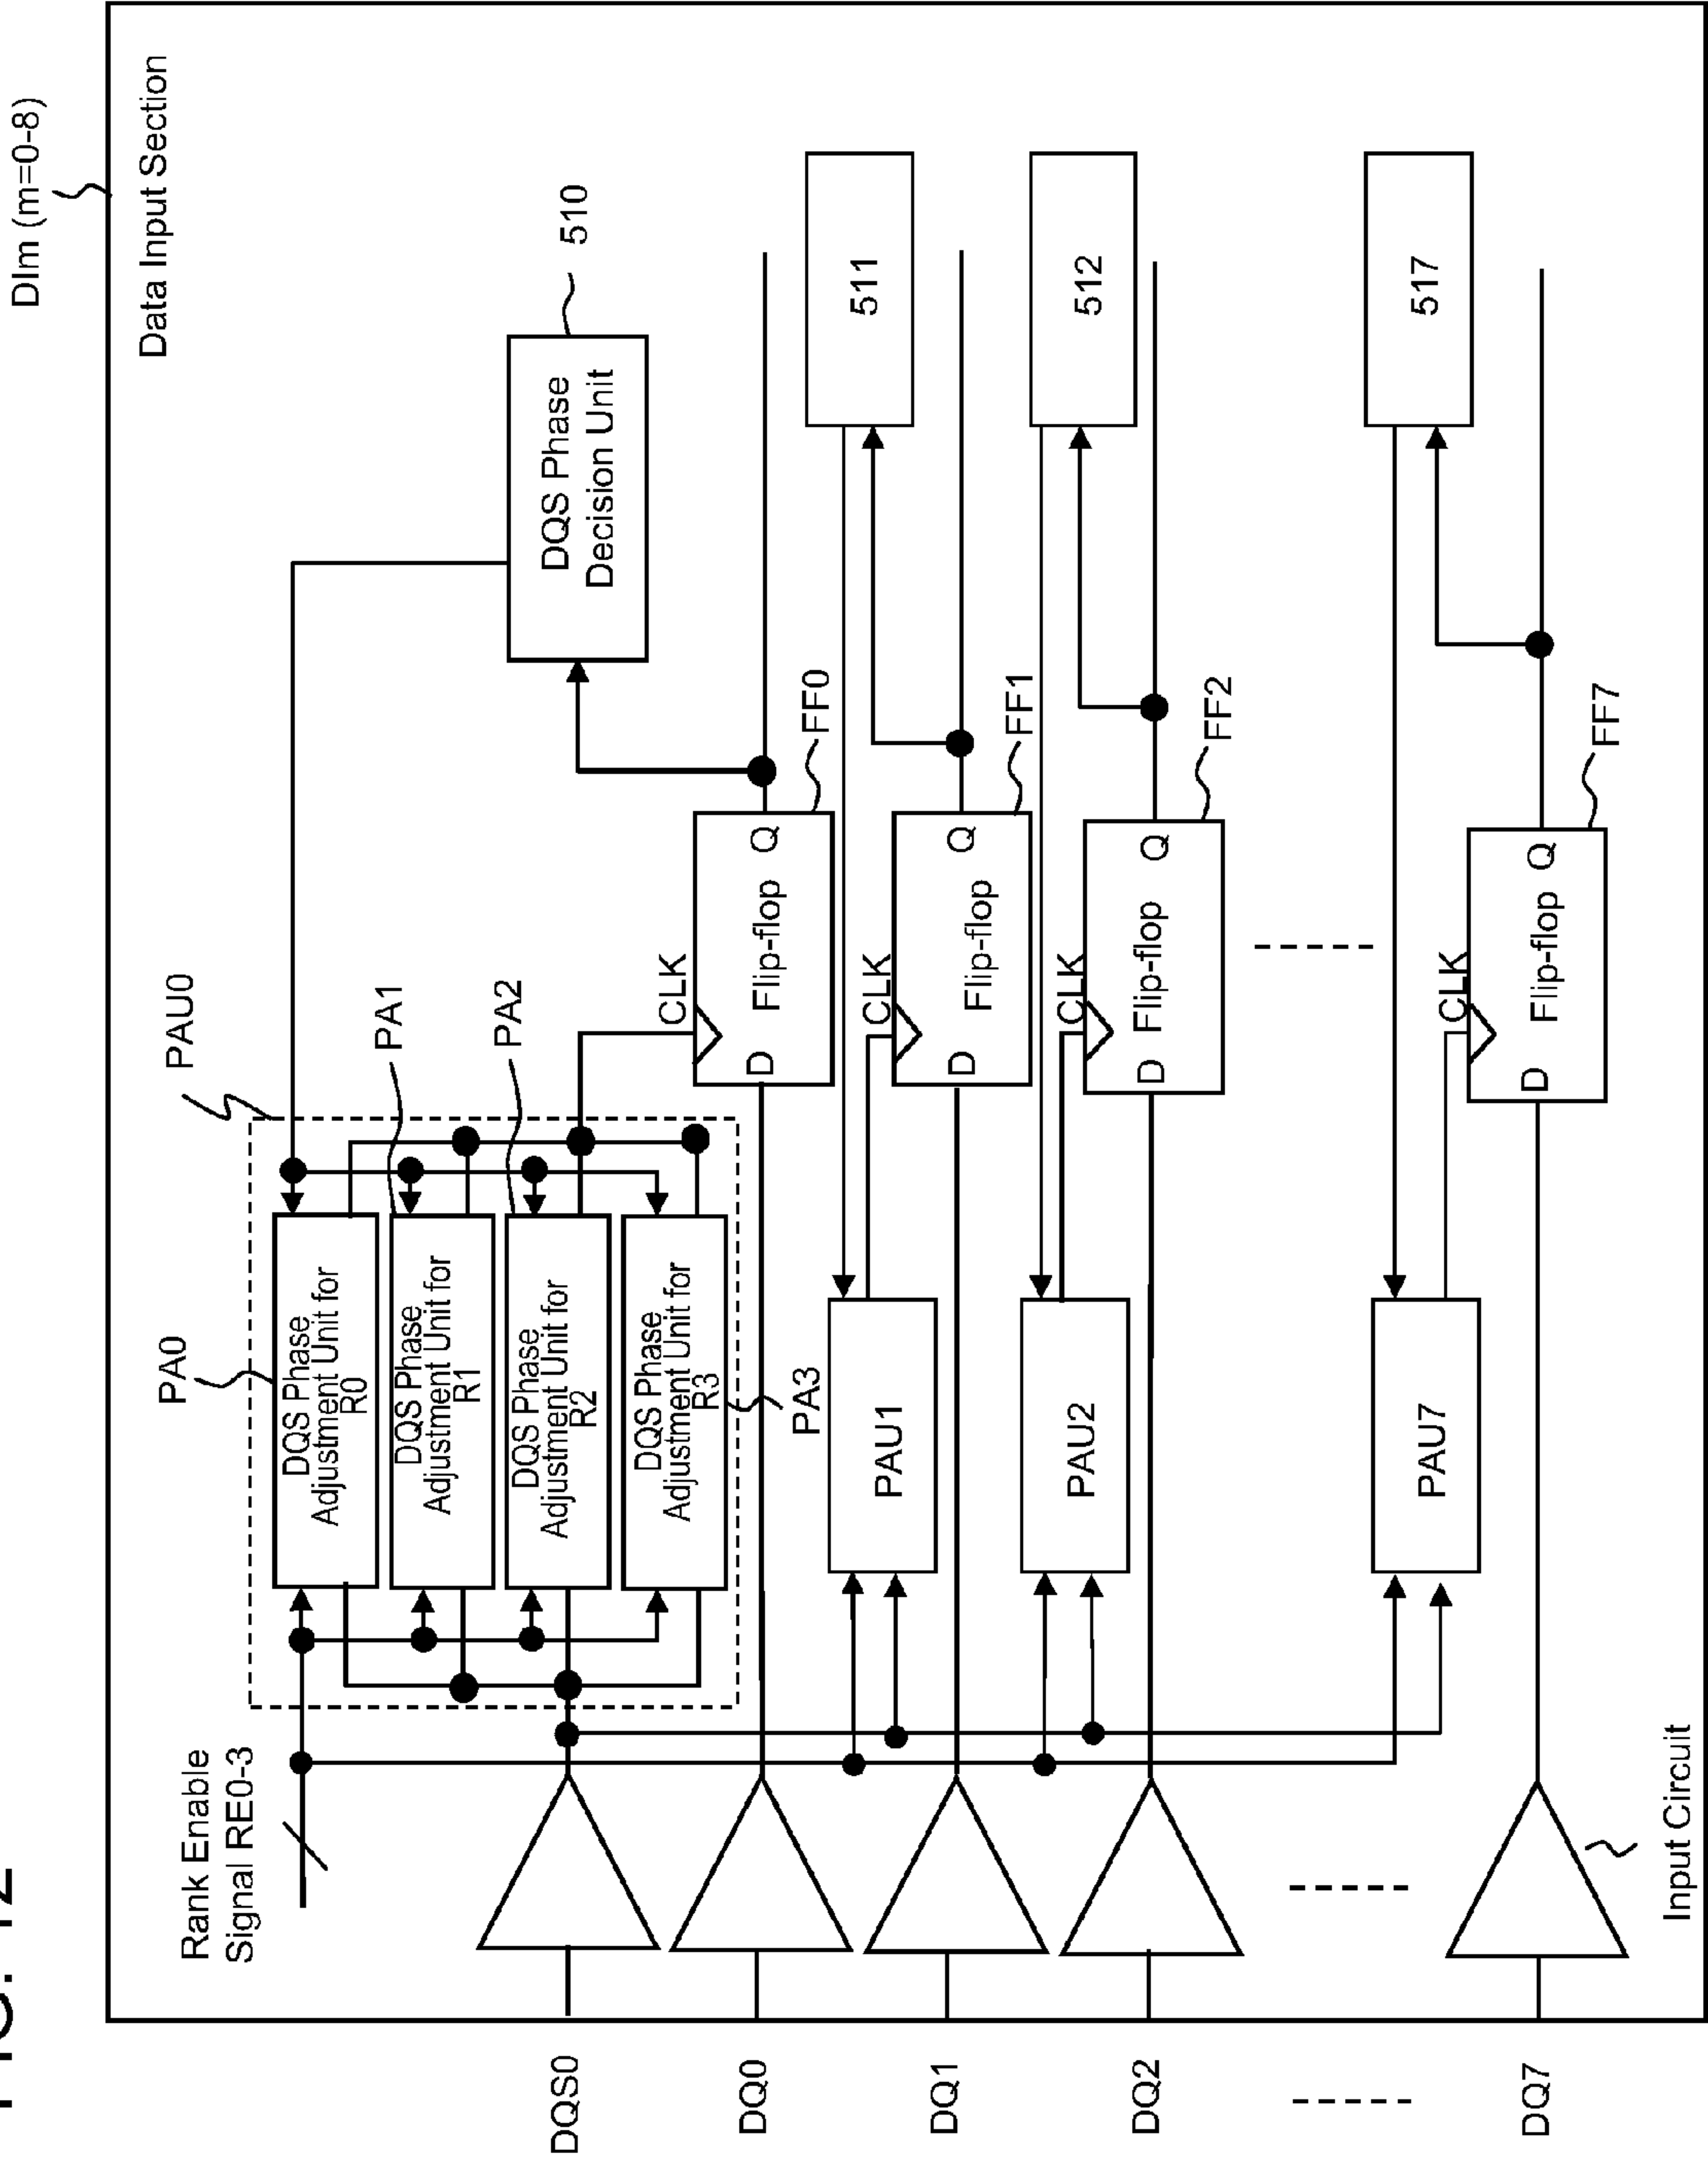 FIG. 12
DIm (m=0-8)
Data Input Section
Rank Enable
Signal RE0-3
PAU0
PA0
DQS Phase
Adjustment Unit for
R0
PA1
DQS Phase
Adjustment Unit for
R1
PA2
DQS Phase
Adjustment Unit for
R2
DQS Phase
Adjustment Unit for
R3
PA3
DQS Phase
Decision Unit
510
DQS0
DQ0
D
CLK
Flip-flop
Q
FF0
PAU1
511
DQ1
D
CLK
Flip-flop
Q
FF1
PAU2
512
DQ2
D
CLK
Flip-flop
Q
FF2
PAU7
517
DQ7
D
CLK
Flip-flop
Q
FF7
Input Circuit